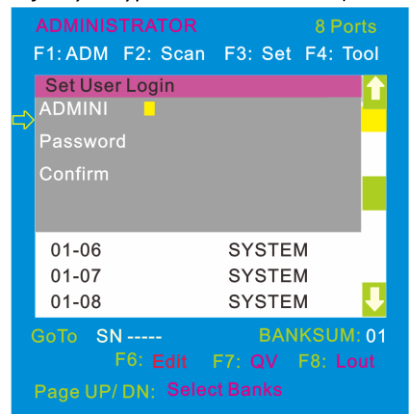 ADMINISTRATOR 8 Ports
F1: ADM F2: Scan F3: Set F4: Tool
Set User Login
ADMINI
Password
Confirm
01-06 SYSTEM
01-07 SYSTEM
01-08 SYSTEM
GoTo SN ----- BANKSUM: 01
F6: Edit F7: QV F8: Lout
Page UP/ DN: Select Banks